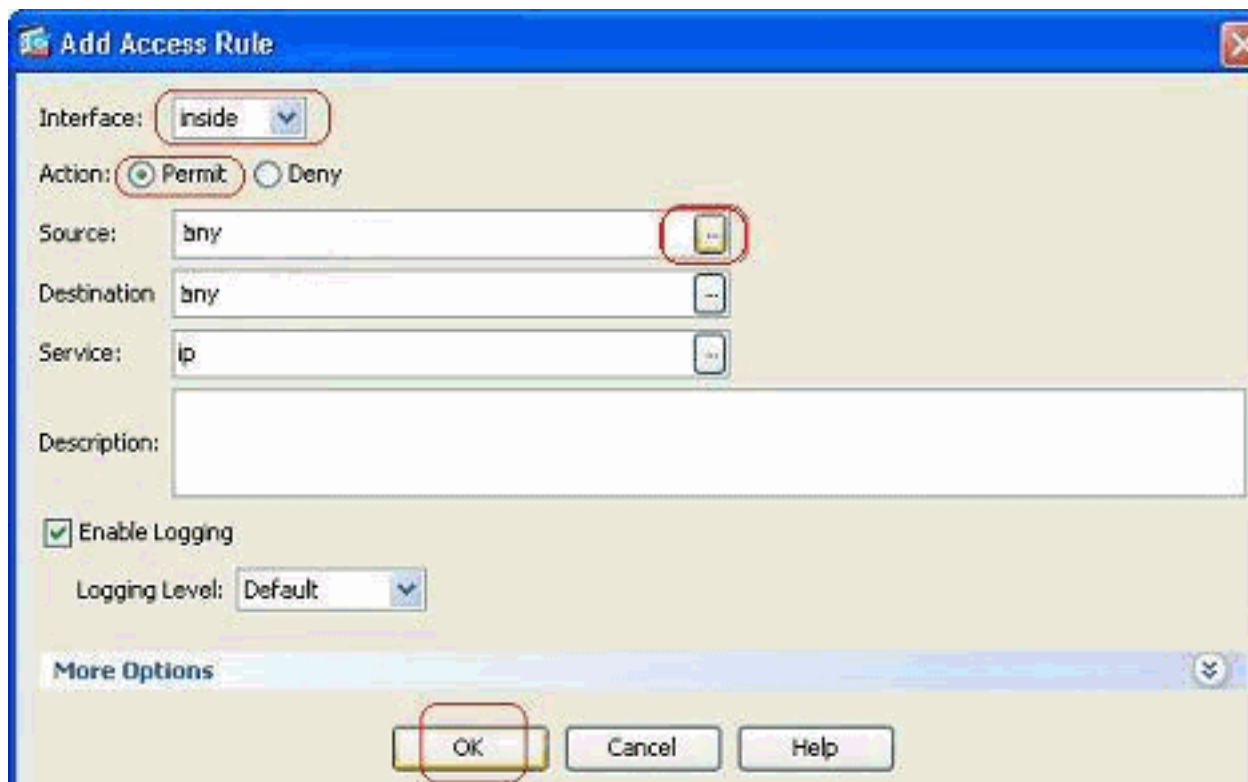 Add Access Rule
Interface: inside
Action: Permit Deny
Source: any ...
Destination any ...
Service: ip ...
Description:
Enable Logging
Logging Level: Default
More Options
OK Cancel Help